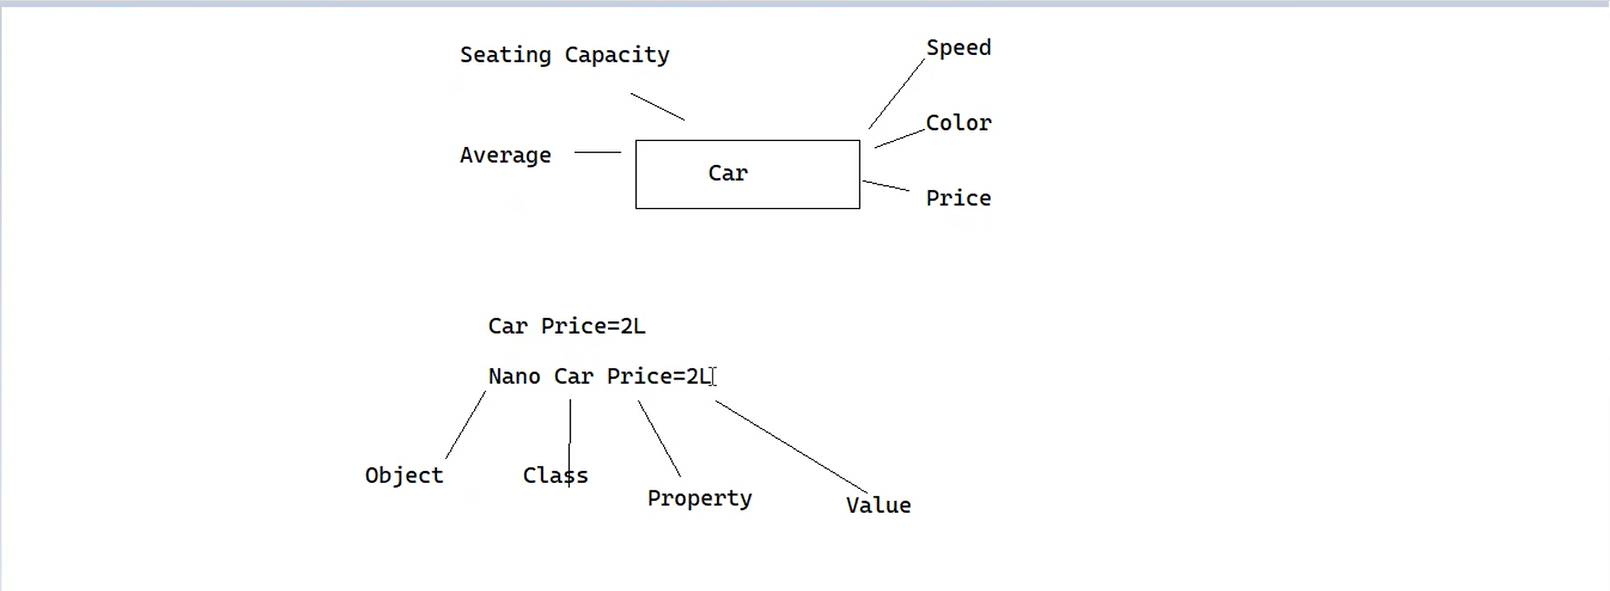 Seating Capacity
Speed
Color
Average
Car
Price
Car Price=2L
Nano Car Price=2L
Object
Class
Property
Value